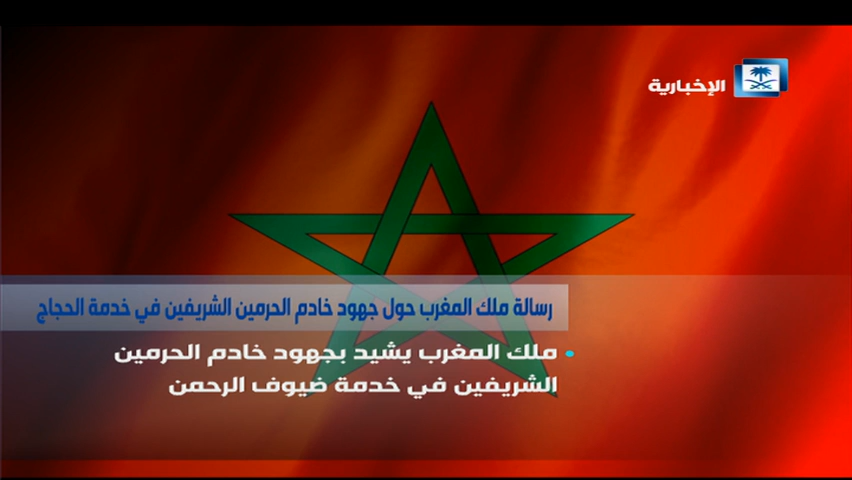 الإخبارية
رسالة ملك المغرب حول جهود خادم الحرمين الشريفين في خدمة الحجاج
ملك المغرب يشيد بجهود خادم الحرمين
الشريفين في خدمة ضيوف الرحمن